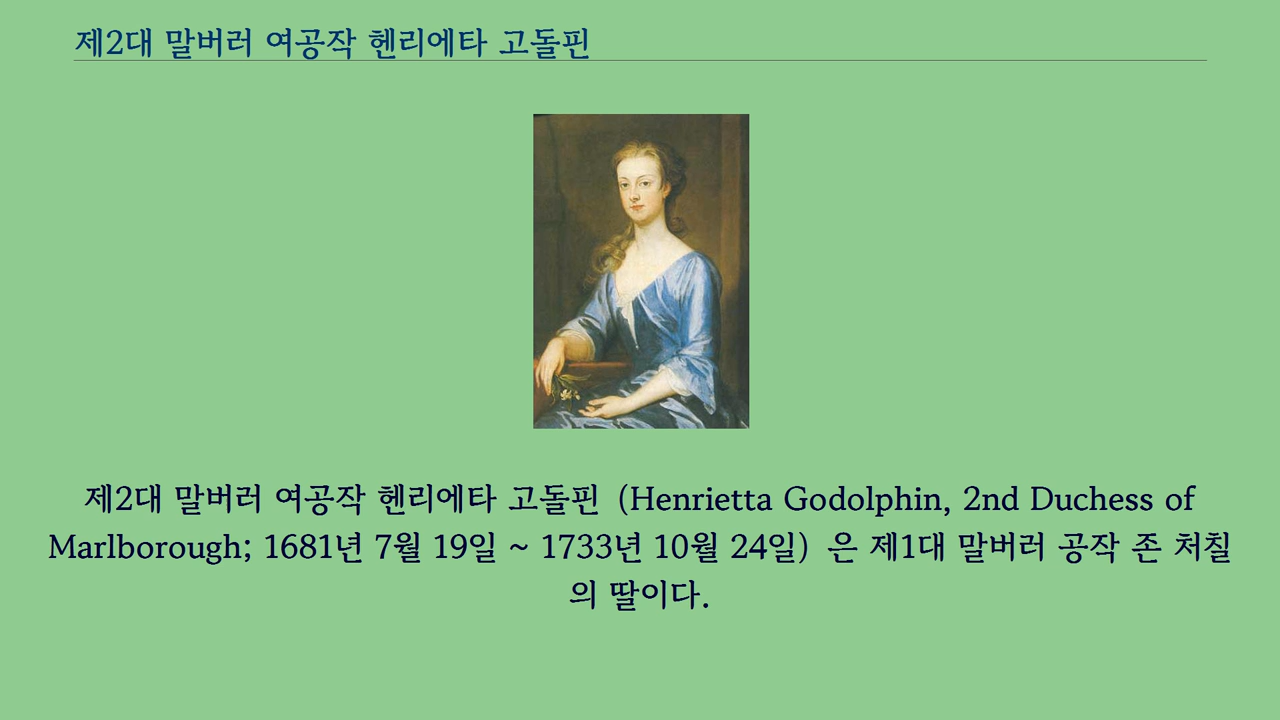 제2대 말버러 여공작 헨리에타 고돌핀
제2대 말버러 여공작 헨리에타 고돌핀 (Henrietta Godolphin, 2nd Duchess of
Marlborough; 1681년 7월 19일 ~ 1733년 10월 24일) 은 제1대 말버러 공작 존 처칠
의 딸이다.